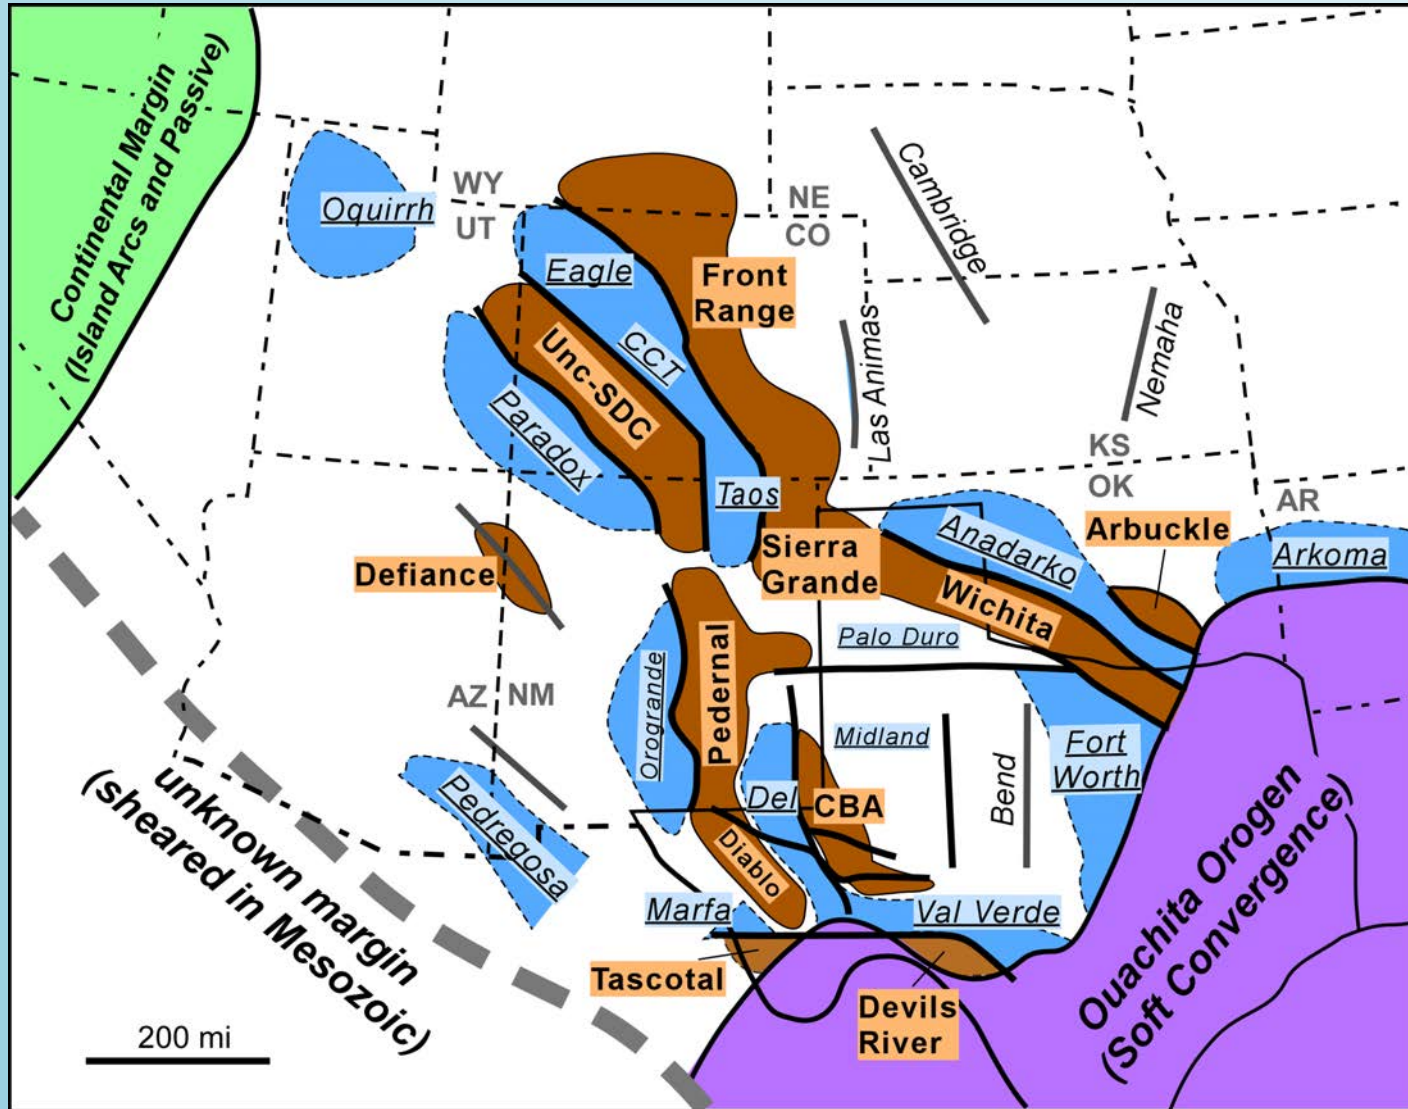 Continental Margin
(Island Arcs and Passive)
Oquirrh
WY
UT
NE
CO
Cambridge
Eagle
Front
Range
CCT
Unc-SDC
Las Animas
Nemaha
Paradox
KS
OK
Taos
AR
Anadarko
Arbuckle
Arkoma
Defiance
Sierra
Grande
Wichita
Palo Duro
Orogrande
Pedernal
AZ
NM
Midland
Bend
Fort
Worth
unknown margin
(sheared in Mesozoic)
Pedregosa
Del
CBA
Diablo
Marfa
Val Verde
Tascotal
Devils
River
Ouachita Orogen
(Soft Convergence)
200 mi